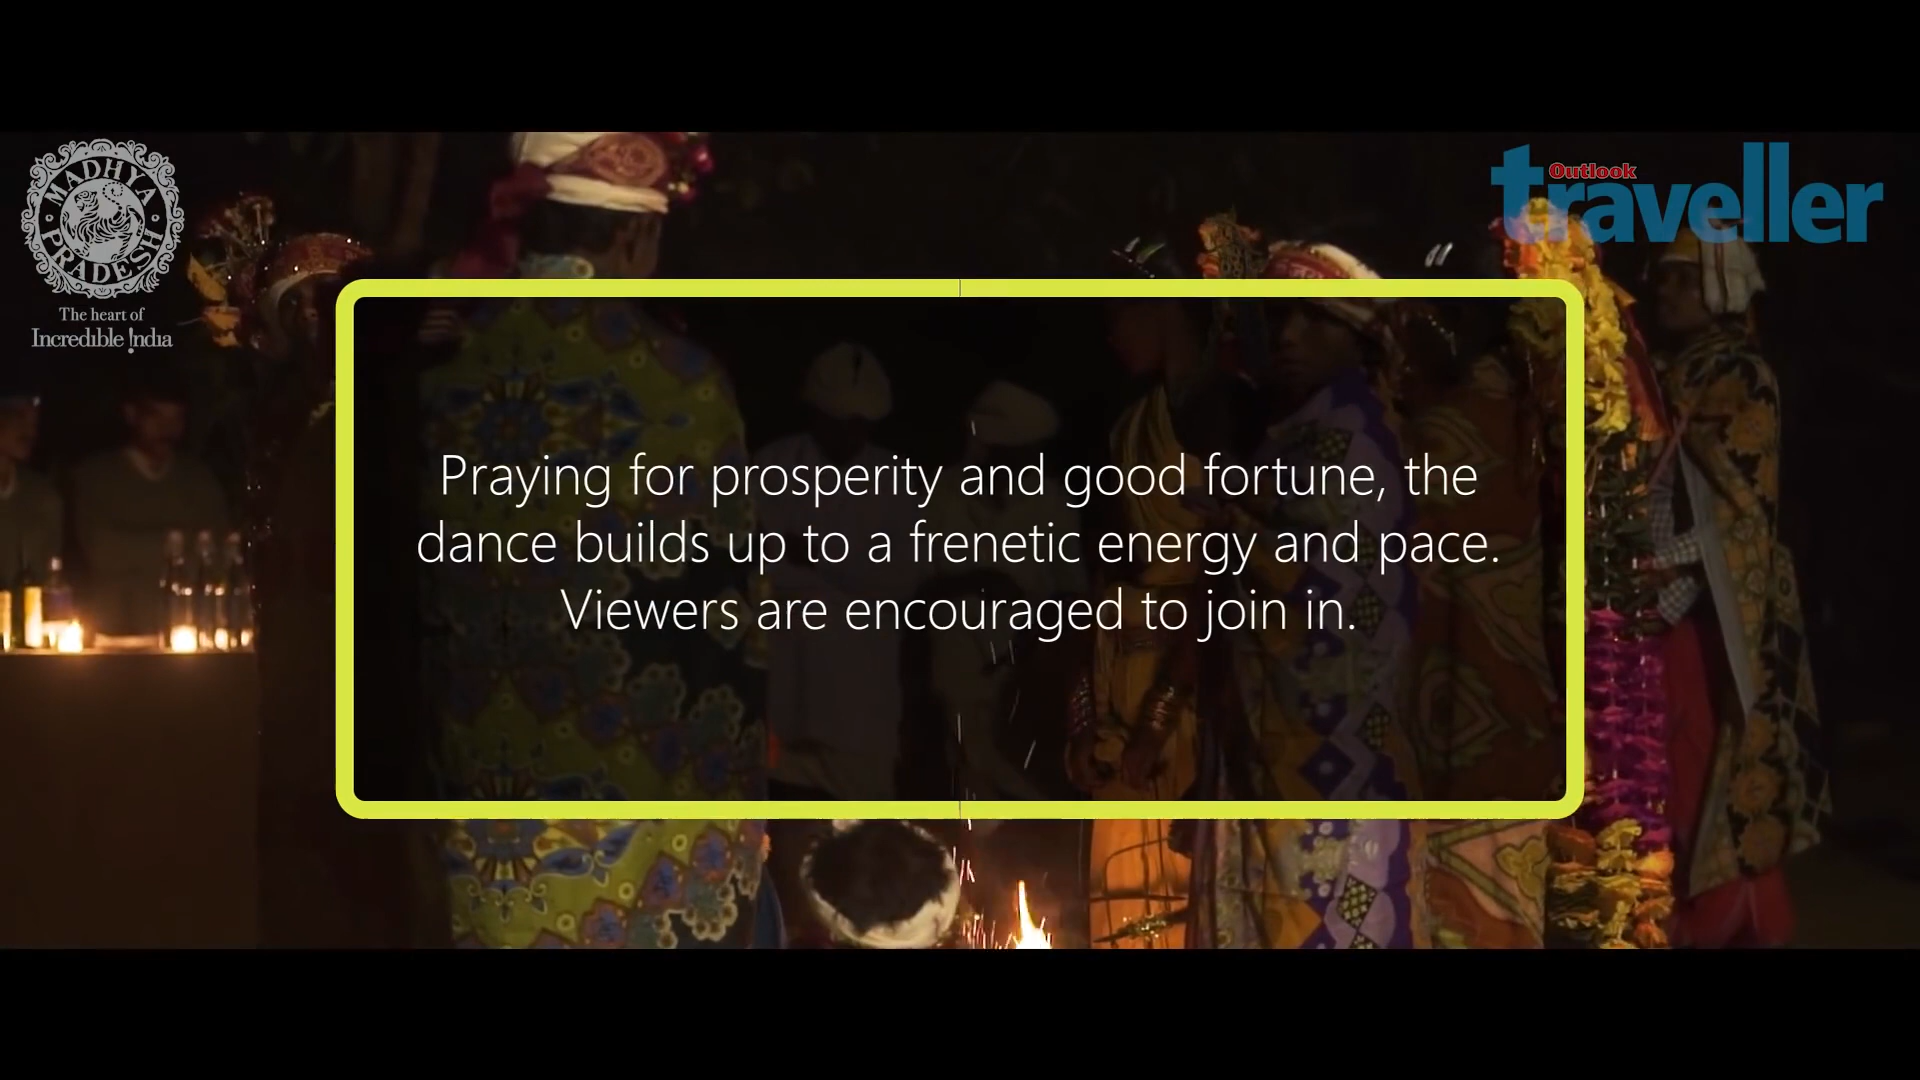 MADHYA
PRADESH
The heart of
Incredible !ndia
Outlook
traveller
Praying for prosperity and good fortune, the
dance builds up to a frenetic energy and pace.
Viewers are encouraged to join in.